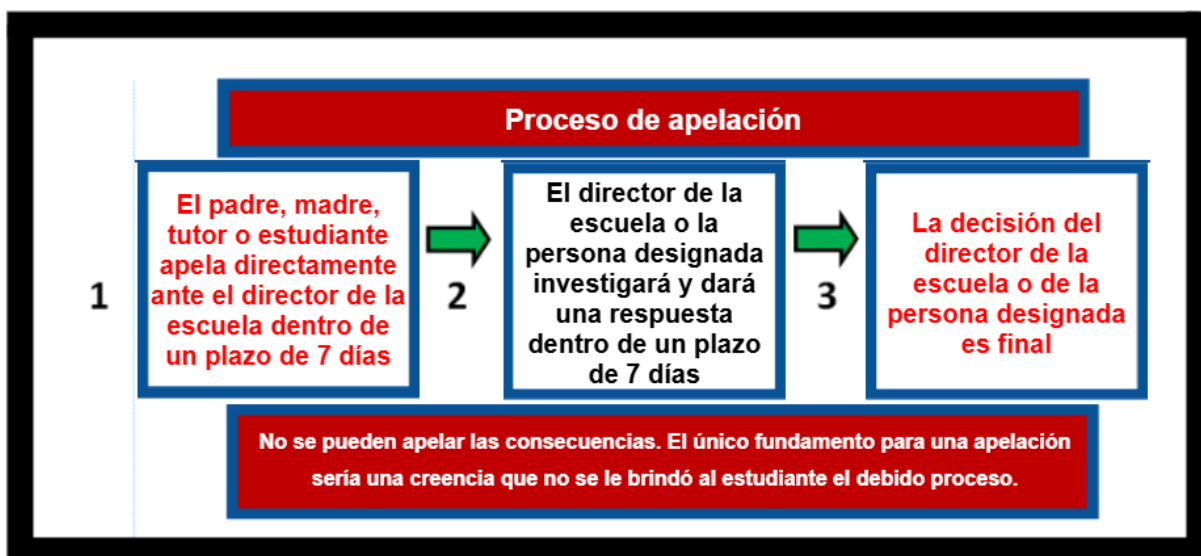 Proceso de apelación
1
El padre, madre,
tutor o estudiante
apela directamente
ante el director de la
escuela dentro de
un plazo de 7 días
2
El director de la
escuela o la
persona designada
investigará y dará
una respuesta
dentro de un plazo
de 7 días
3
La decisión del
director de la
escuela o de la
persona designada
es final
No se pueden apelar las consecuencias. El único fundamento para una apelación
sería una creencia que no se le brindó al estudiante el debido proceso.